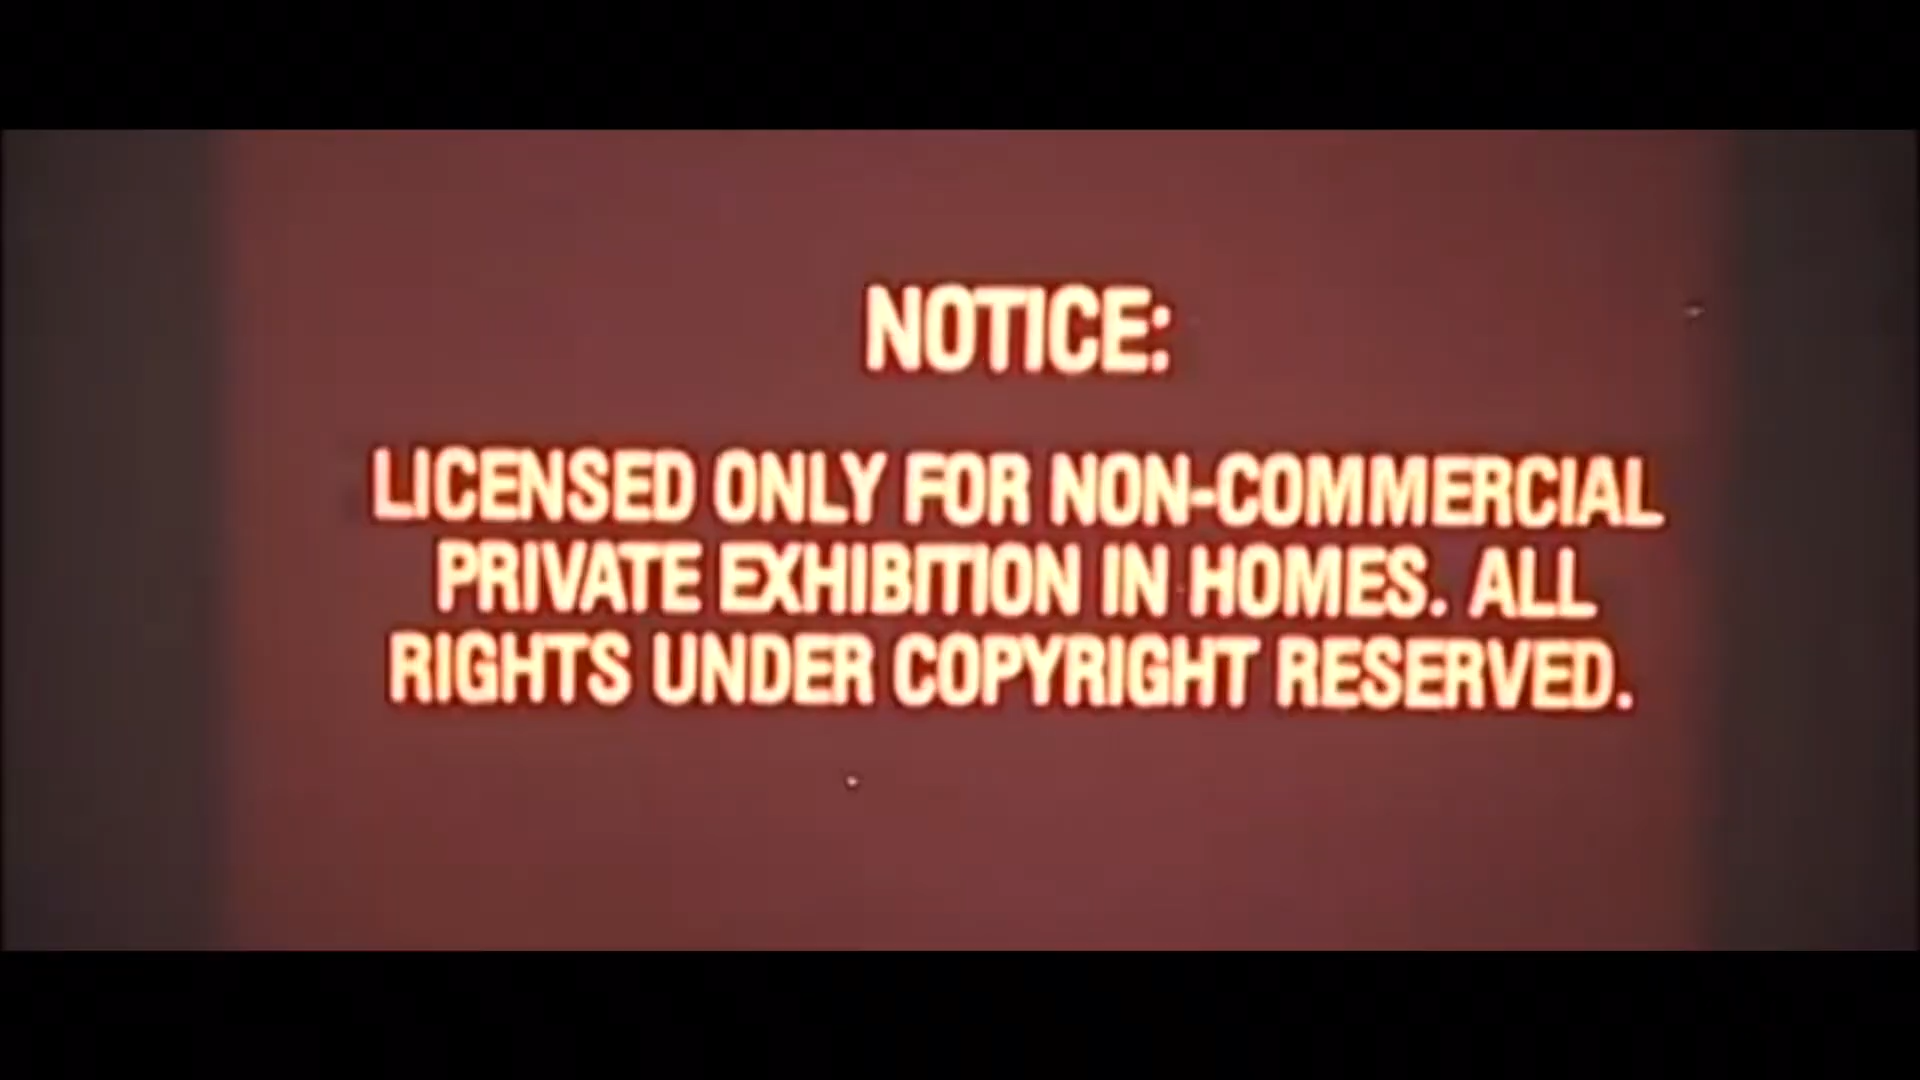 NOTICE:
LICENSED ONLY FOR NON-COMMERCIAL
PRIVATE EXHIBITION IN HOMES. ALL
RIGHTS UNDER COPYRIGHT RESERVED.